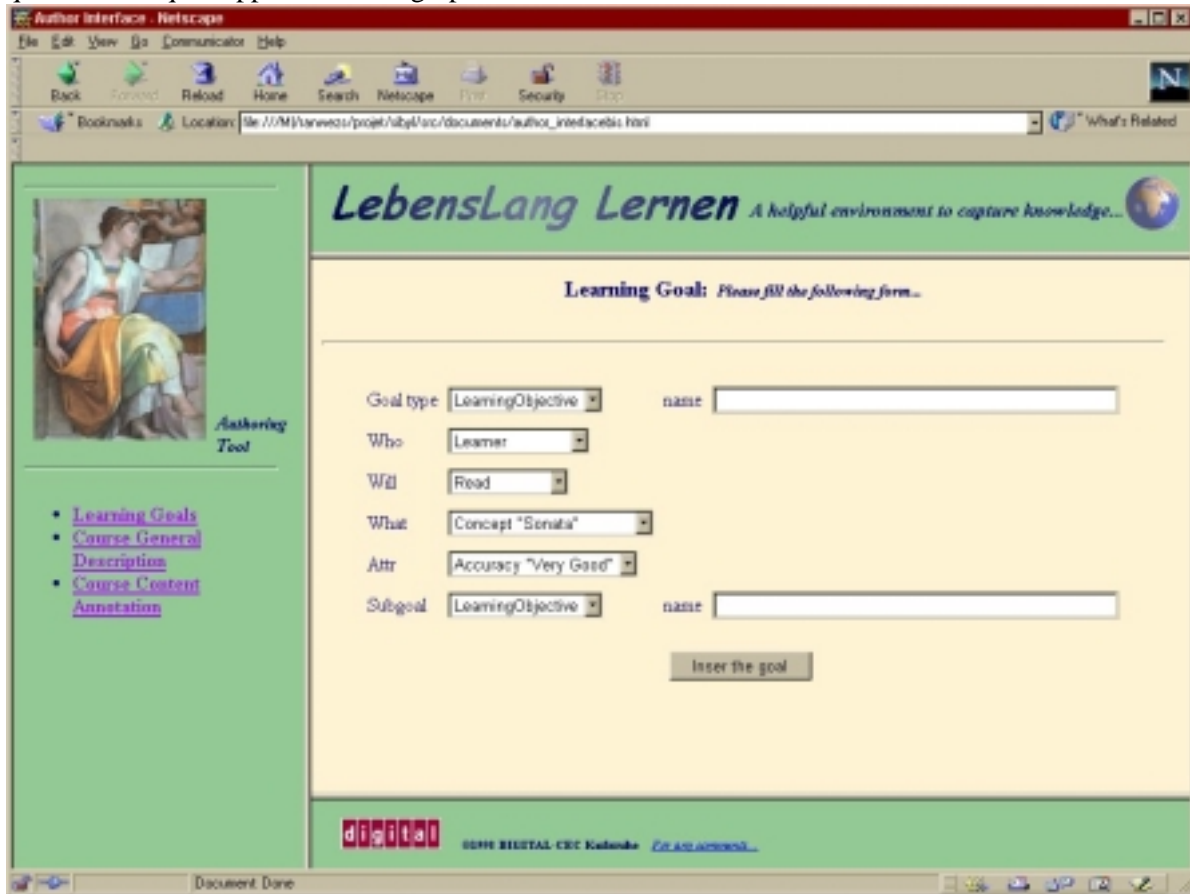 Author Interface - Netscape
File Edit View Go Communicator Help
Back Forward Reload Home Search Netscape Print Security Stop
Bookmarks Location: What's Related
LebensLang Lernen A helpful environment to capture knowledge...
Learning Goal: Please fill the following form...
Authoring
Tool
Goal type LearningObjective name
Who Learner
Will Read
What Concept "Sonata"
Attr Accuracy "Very Good"
Subgoal LearningObjective name
Inser the goal
Learning Goals
Course General
Description
Course Content
Annotation
digital DIGITAL-CEC Karlsruhe
Document Done